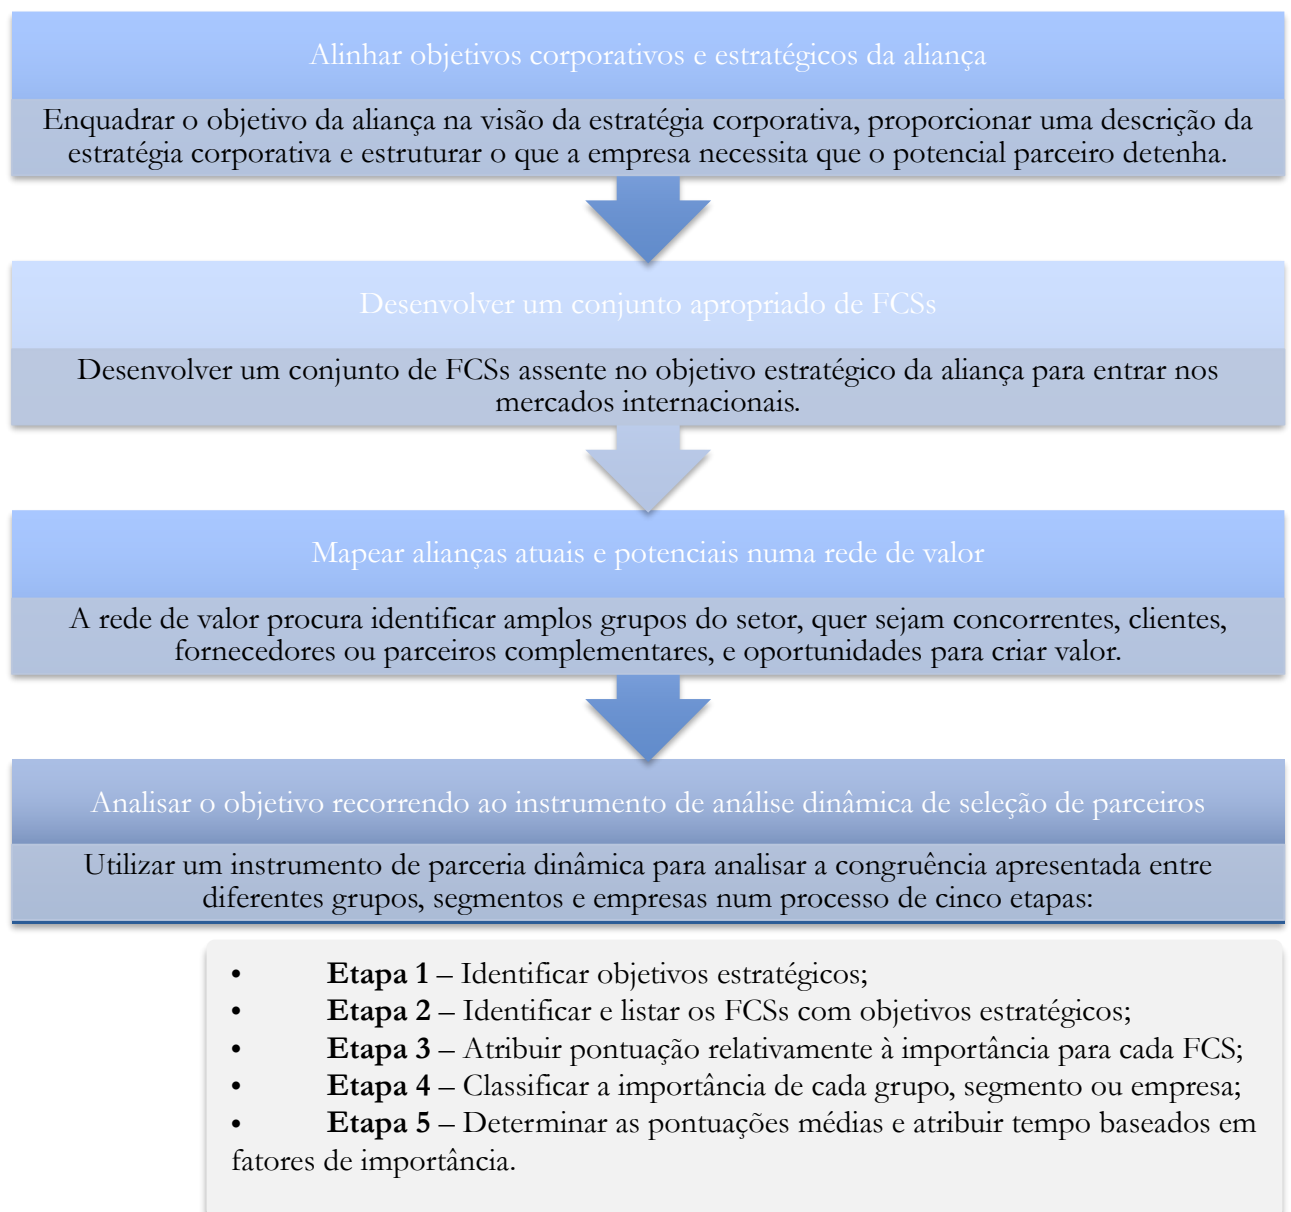 Alinhar objetivos corporativos e estratégicos da aliança
Enquadrar o objetivo da aliança na visão da estratégia corporativa, proporcionar uma descrição da
estratégia corporativa e estruturar o que a empresa necessita que o potencial parceiro detenha.
Desenvolver um conjunto apropriado de FCSs
Desenvolver um conjunto de FCSs assente no objetivo estratégico da aliança para entrar nos
mercados internacionais.
Mapear alianças atuais e potenciais numa rede de valor
A rede de valor procura identificar amplos grupos do setor, quer sejam concorrentes, clientes,
fornecedores ou parceiros complementares, e oportunidades para criar valor.
Analisar o objetivo recorrendo ao instrumento de análise dinâmica de seleção de parceiros
Utilizar um instrumento de parceria dinâmica para analisar a congruência apresentada entre
diferentes grupos, segmentos e empresas num processo de cinco etapas:
• Etapa 1 – Identificar objetivos estratégicos;
• Etapa 2 – Identificar e listar os FCSs com objetivos estratégicos;
• Etapa 3 – Atribuir pontuação relativamente à importância para cada FCS;
• Etapa 4 – Classificar a importância de cada grupo, segmento ou empresa;
• Etapa 5 – Determinar as pontuações médias e atribuir tempo baseados em
fatores de importância.